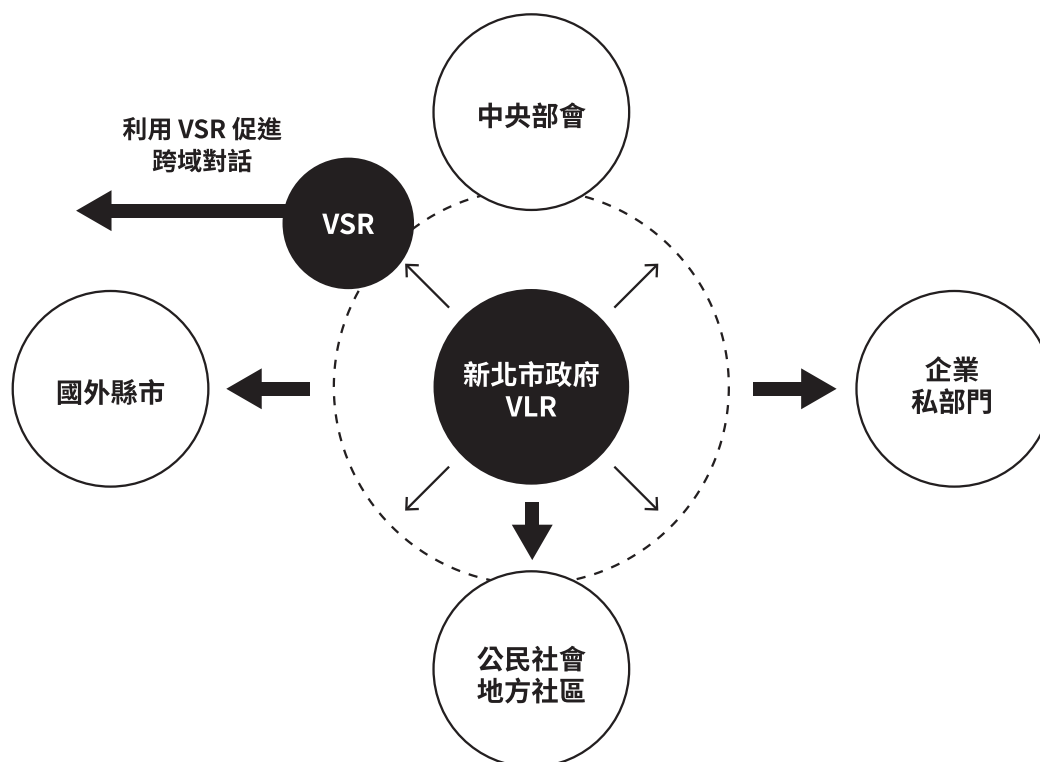 中央部會
利用 VSR 促進
跨域對話
VSR
國外縣市
新北市政府
VLR
企業
私部門
公民社會
地方社區